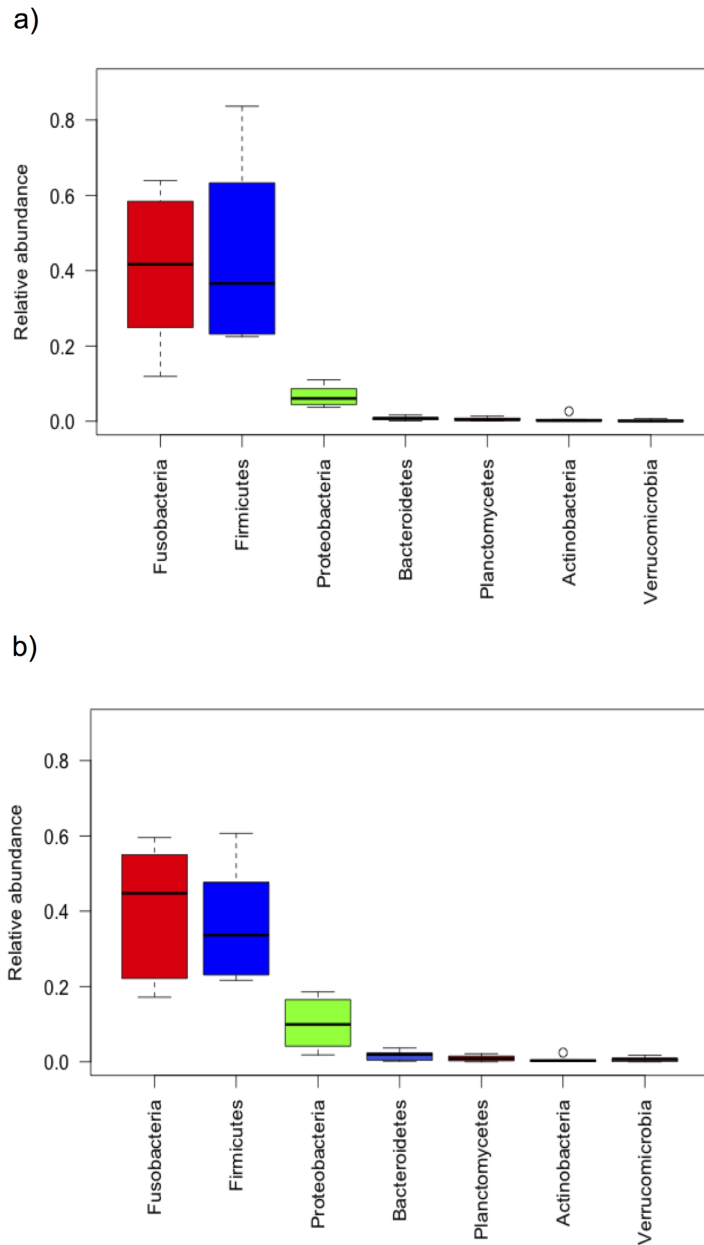 a)
Relative abundance
0.8
0.6
0.4
0.2
0.0
Fusobacteria
Firmicutes
Proteobacteria
Bacteroidetes
Planctomycetes
Actinobacteria
Verrucomicrobia
b)
Relative abundance
0.8
0.6
0.4
0.2
0.0
Fusobacteria
Firmicutes
Proteobacteria
Bacteroidetes
Planctomycetes
Actinobacteria
Verrucomicrobia